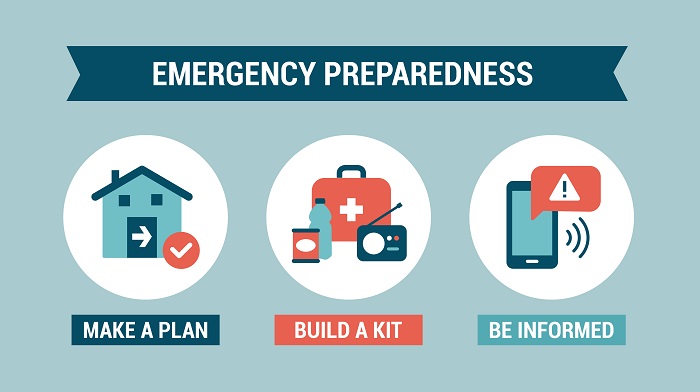 EMERGENCY PREPAREDNESS
MAKE A PLAN
BUILD A KIT
BE INFORMED